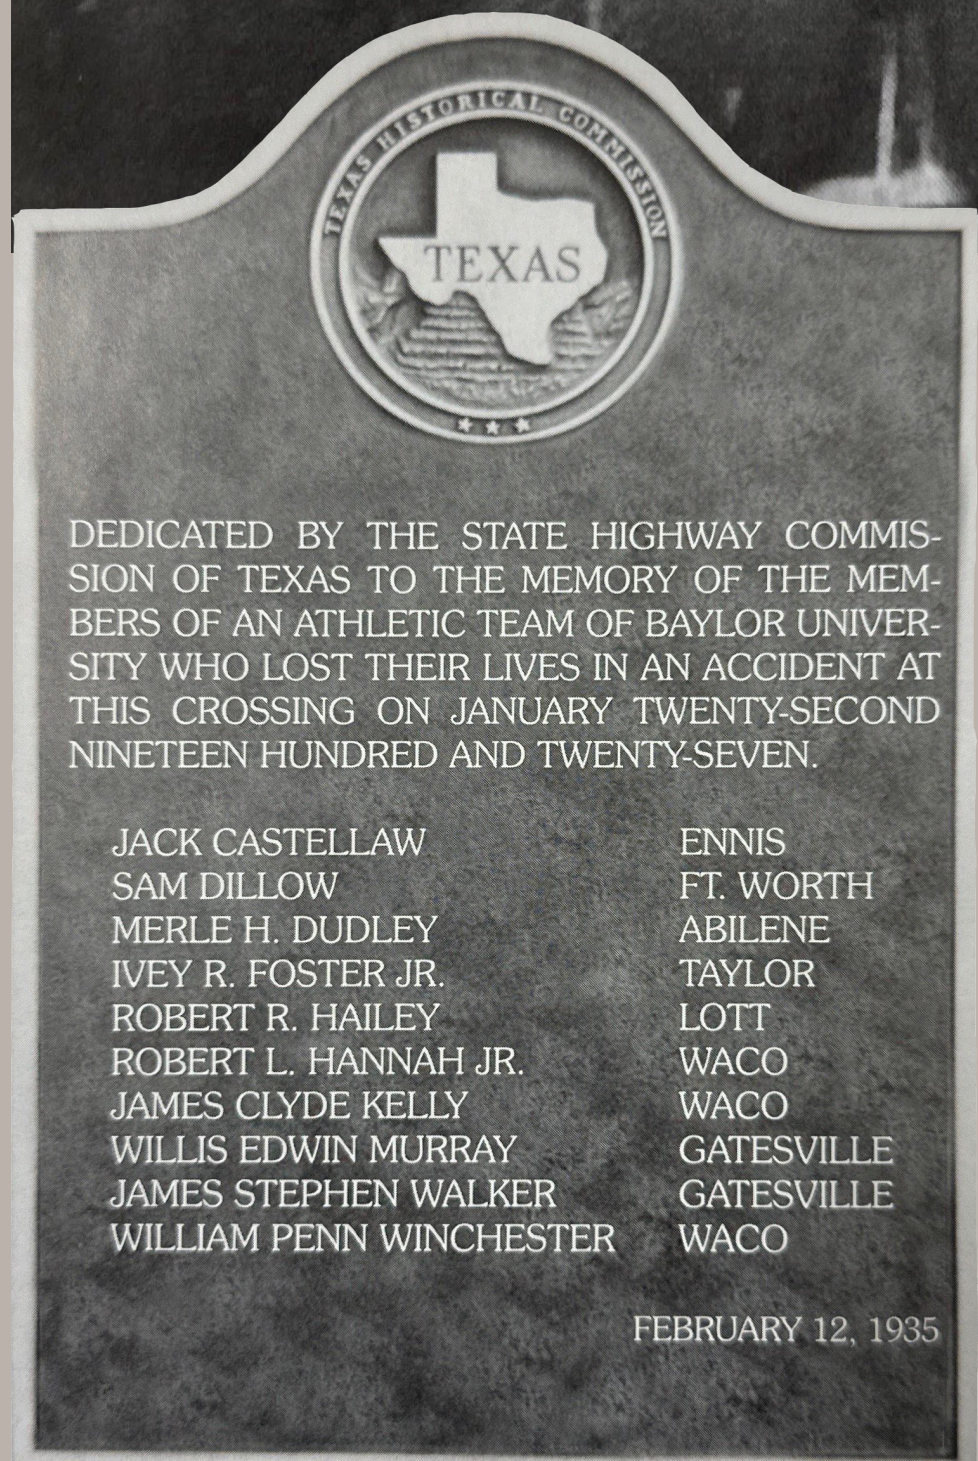 TEXAS HISTORICAL COMMISSION
TEXAS
DEDICATED BY THE STATE HIGHWAY COMMIS-
SION OF TEXAS TO THE MEMORY OF THE MEM-
BERS OF AN ATHLETIC TEAM OF BAYLOR UNIVER-
SITY WHO LOST THEIR LIVES IN AN ACCIDENT AT
THIS CROSSING ON JANUARY TWENTY-SECOND
NINETEEN HUNDRED AND TWENTY-SEVEN.
JACK CASTELLAW ENNIS
SAM DILLOW FT. WORTH
MERLE H. DUDLEY ABILENE
IVEY R. FOSTER JR. TAYLOR
ROBERT R. HAILEY LOTT
ROBERT L. HANNAH JR. WACO
JAMES CLYDE KELLY WACO
WILLIS EDWIN MURRAY GATESVILLE
JAMES STEPHEN WALKER GATESVILLE
WILLIAM PENN WINCHESTER WACO
FEBRUARY 12, 1935